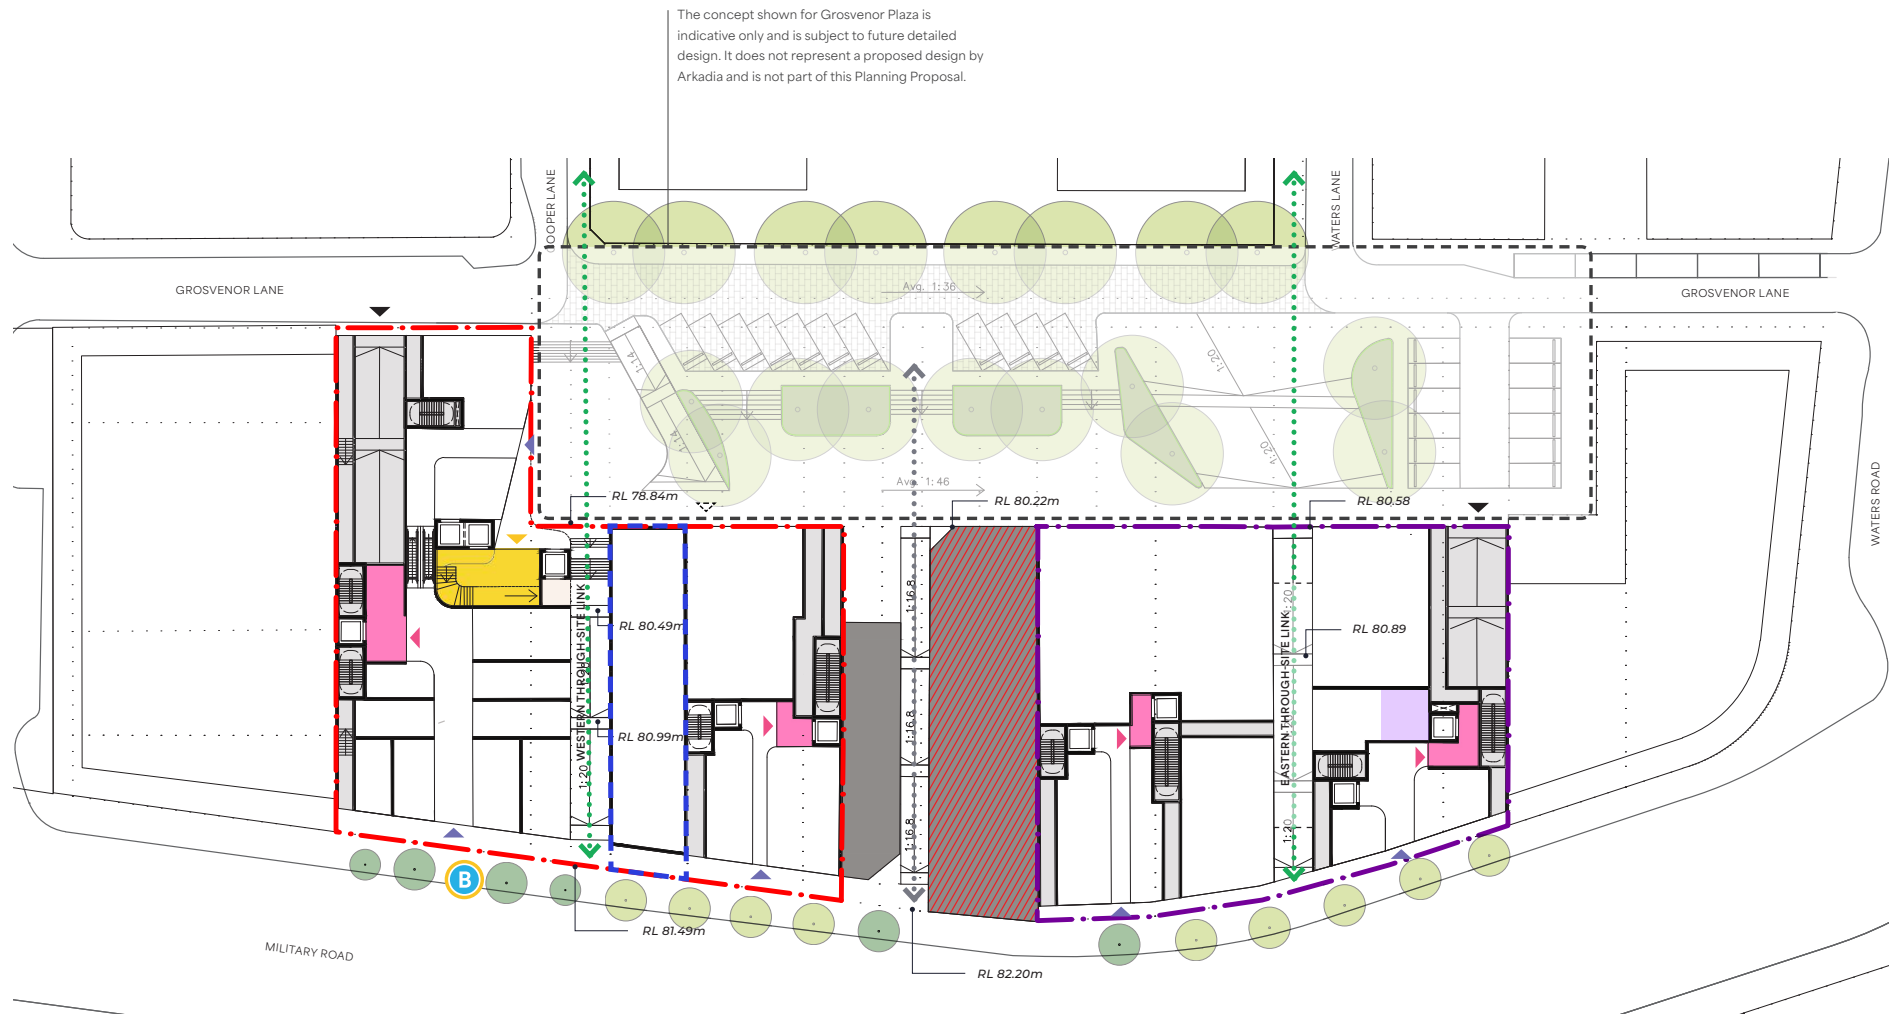 The concept shown for Grosvenor Plaza is
indicative only and is subject to future detailed
design. It does not represent a proposed design by
Arkadia and is not part of this Planning Proposal.
COOPER LANE
WATERS LANE
GROSVENOR LANE
Avg. 1:36
GROSVENOR LANE
1:14
1:20
1:14
1:20
Avg. 1:46
RL 78.84m
RL 80.22m
RL 80.58
WATERS ROAD
1:16.8
1:20
RL 80.49m
RL 80.89
WESTERN THROUGH-SITE LINK
EASTERN THROUGH-SITE LINK
RL 80.99m
1:16.8
1:20
1:16.8
1:20
B
RL 81.49m
MILITARY ROAD
RL 82.20m